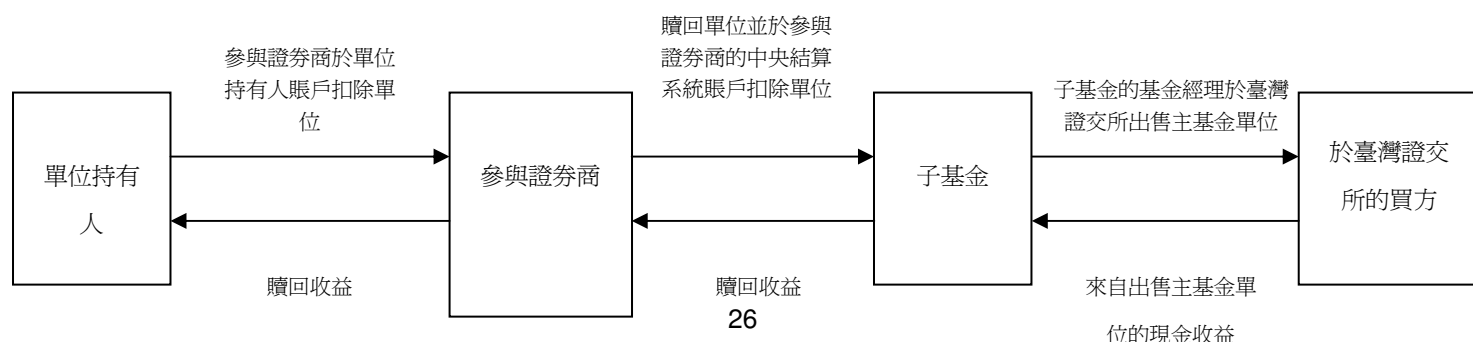 參與證券商於單位
持有人賬戶扣除單
位
贖回單位並於參與
證券商的中央結算
系統賬戶扣除單位
子基金的基金經理於臺灣
證交所出售主基金單位
單位持有
人
參與證券商
子基金
於臺灣證交
所的買方
贖回收益
贖回收益
來自出售主基金單
位的現金收益
26